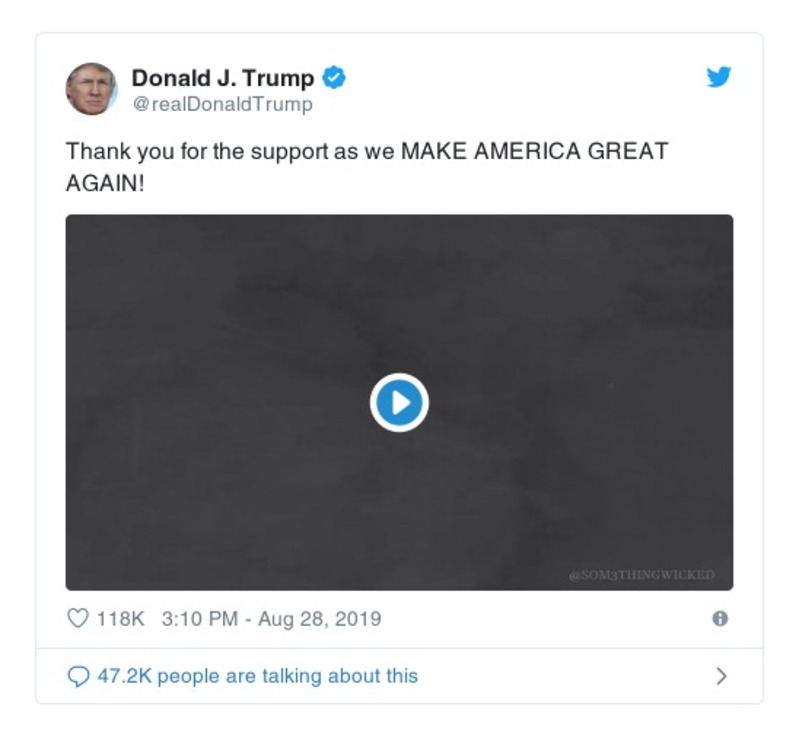 Donald J. Trump
@realDonaldTrump
Thank you for the support as we MAKE AMERICA GREAT
AGAIN!
@SOM3THINGWICKED
118K 3:10 PM - Aug 28, 2019
47.2K people are talking about this